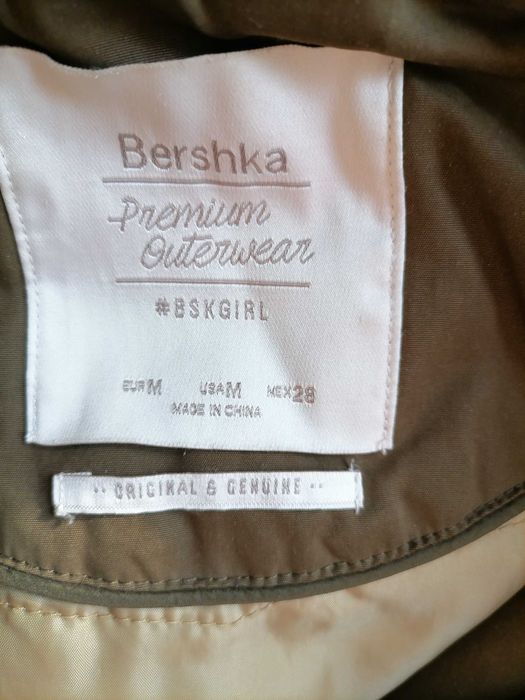 Bershka
Premium
Outerwear
#BSKGIRL
EUR M USA M MEX 28
MADE IN CHINA
·· ORIGINAL & GENUINE ··